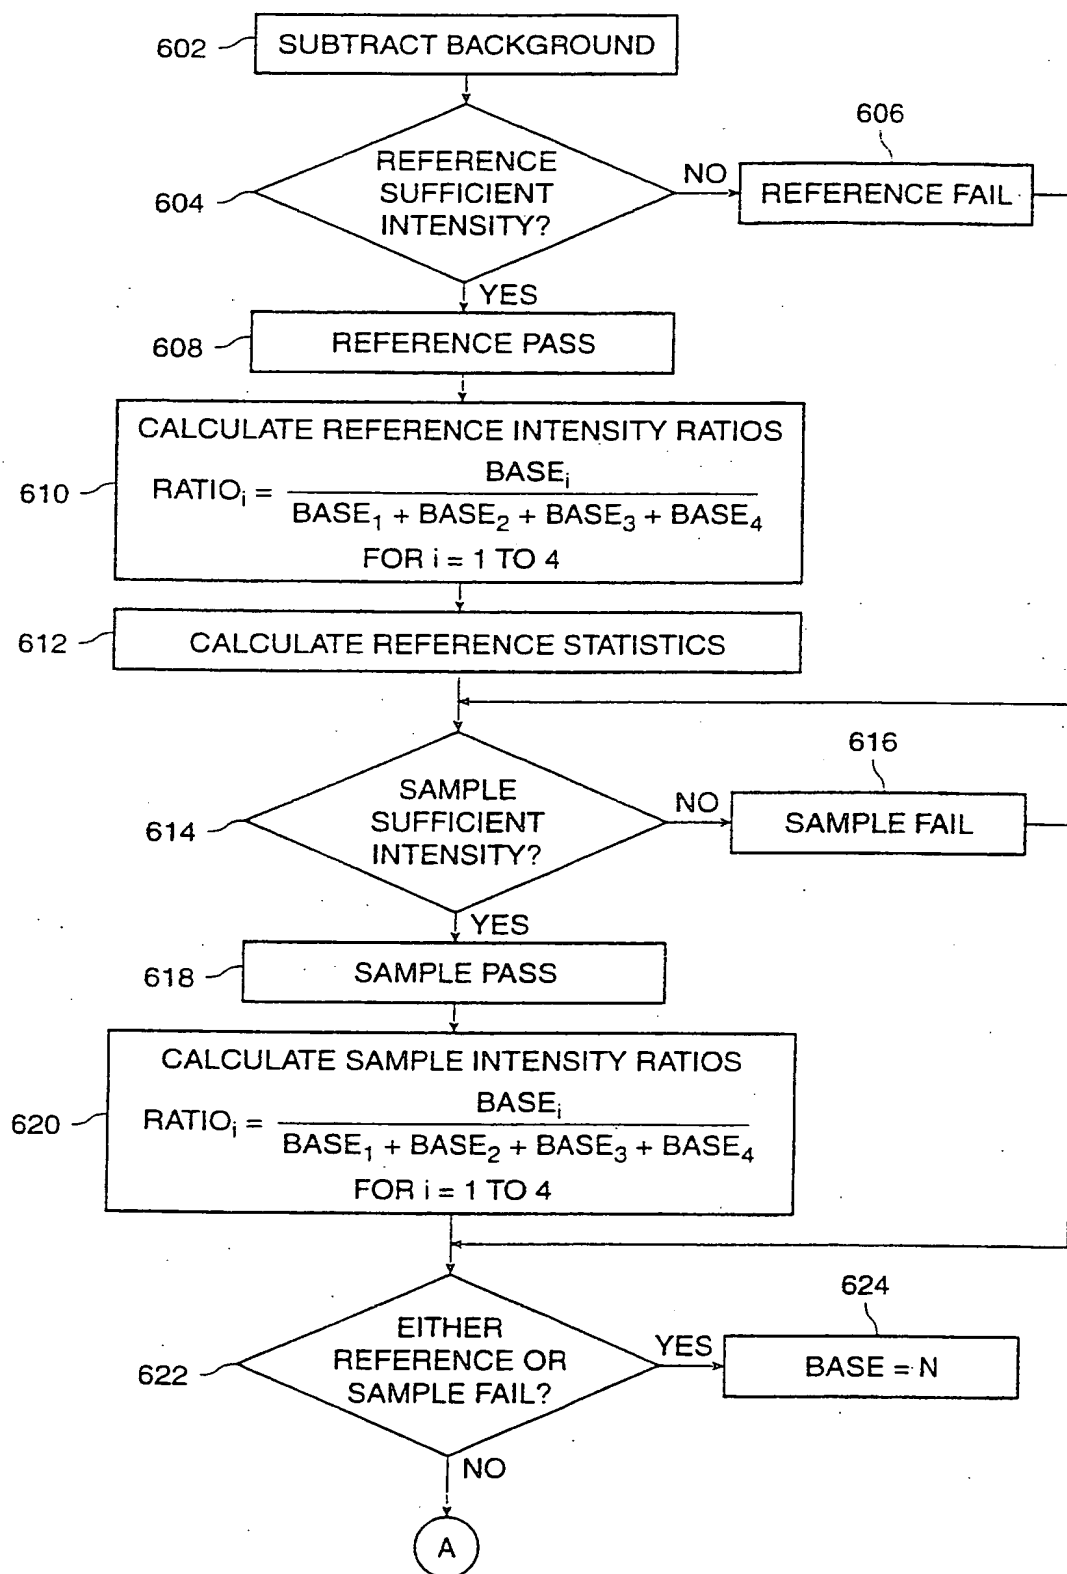 602
SUBTRACT BACKGROUND
606
604
REFERENCE
SUFFICIENT
INTENSITY?
NO
REFERENCE FAIL
YES
608
REFERENCE PASS
CALCULATE REFERENCE INTENSITY RATIOS
610
RATIOi = BASEi
BASE1 + BASE2 + BASE3 + BASE4
FOR i = 1 TO 4
612
CALCULATE REFERENCE STATISTICS
616
614
SAMPLE
SUFFICIENT
INTENSITY?
NO
SAMPLE FAIL
YES
618
SAMPLE PASS
CALCULATE SAMPLE INTENSITY RATIOS
620
RATIOi = BASEi
BASE1 + BASE2 + BASE3 + BASE4
FOR i = 1 TO 4
624
622
EITHER
REFERENCE OR
SAMPLE FAIL?
YES
BASE = N
NO
A